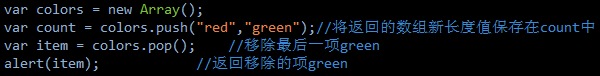 var colors = new Array();
var count = colors.push("red","green");//将返回的数组新长度值保存在count中
var item = colors.pop();    //移除最后一项green
alert(item);            //返回移除的项green